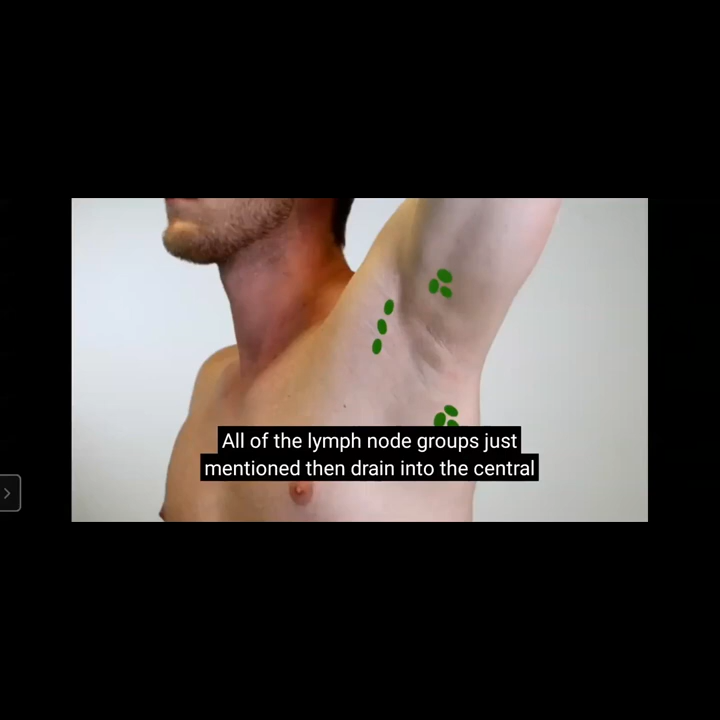 All of the lymph node groups just
mentioned then drain into the central